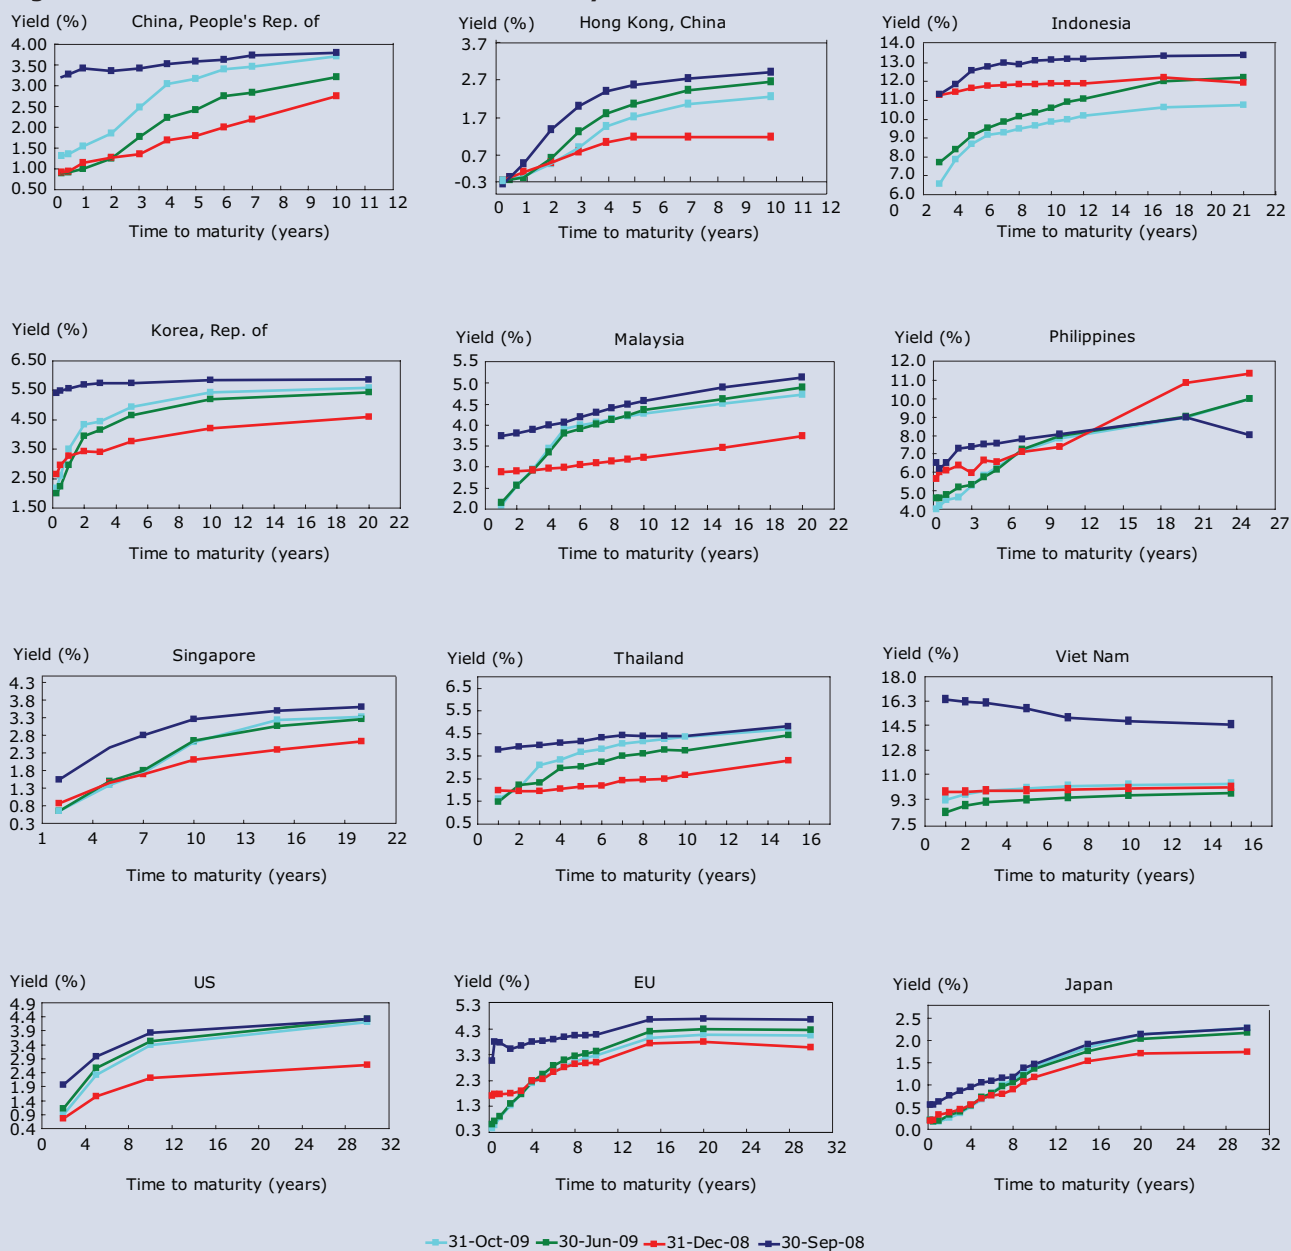 Yield (%) China, People's Rep. of
4.00
3.50
3.00
2.50
2.00
1.50
1.00
0.50
0 1 2 3 4 5 6 7 8 9 10 11 12
Time to maturity (years)
Yield (%) Hong Kong, China
3.7
2.7
1.7
0.7
-0.3
0 1 2 3 4 5 6 7 8 9 10 11 12
Time to maturity (years)
Yield (%) Indonesia
14.0
13.0
12.0
11.0
10.0
9.0
8.0
7.0
6.0
0 2 4 6 8 10 12 14 16 17 20 21 22
Time to maturity (years)
Yield (%) Korea, Rep. of
6.50
5.50
4.50
3.50
2.50
1.50
0 2 4 6 8 10 12 14 16 18 20 22
Time to maturity (years)
Yield (%) Malaysia
5.5
5.0
4.5
4.0
3.5
3.0
2.5
2.0
0 2 4 6 8 10 12 14 16 18 20 22
Time to maturity (years)
Yield (%) Philippines
12.0
11.0
10.0
9.0
8.0
7.0
6.0
5.0
4.0
0 3 6 9 12 15 18 21 24 27
Time to maturity (years)
Yield (%) Singapore
4.3
3.8
3.3
2.8
2.3
1.8
1.3
0.8
0.3
1 4 7 10 13 16 19 22
Time to maturity (years)
Yield (%) Thailand
6.5
5.5
4.5
3.5
2.5
1.5
0.5
0 2 4 6 8 10 12 14 16
Time to maturity (years)
Yield (%) Viet Nam
18.0
16.3
14.5
12.8
11.0
9.3
7.5
0 2 4 6 8 10 12 14 16
Time to maturity (years)
Yield (%) US
4.9
4.4
3.9
3.4
2.9
2.4
1.9
1.4
0.9
0.4
0 4 8 12 16 20 24 28 32
Time to maturity (years)
Yield (%) EU
5.3
4.3
3.3
2.3
1.3
0.3
0 4 8 12 16 20 24 28 32
Time to maturity (years)
Yield (%) Japan
2.5
2.0
1.5
1.0
0.5
0.0
0 4 8 12 16 20 24 28 32
Time to maturity (years)
31-Oct-09 30-Jun-09 31-Dec-08 30-Sep-08